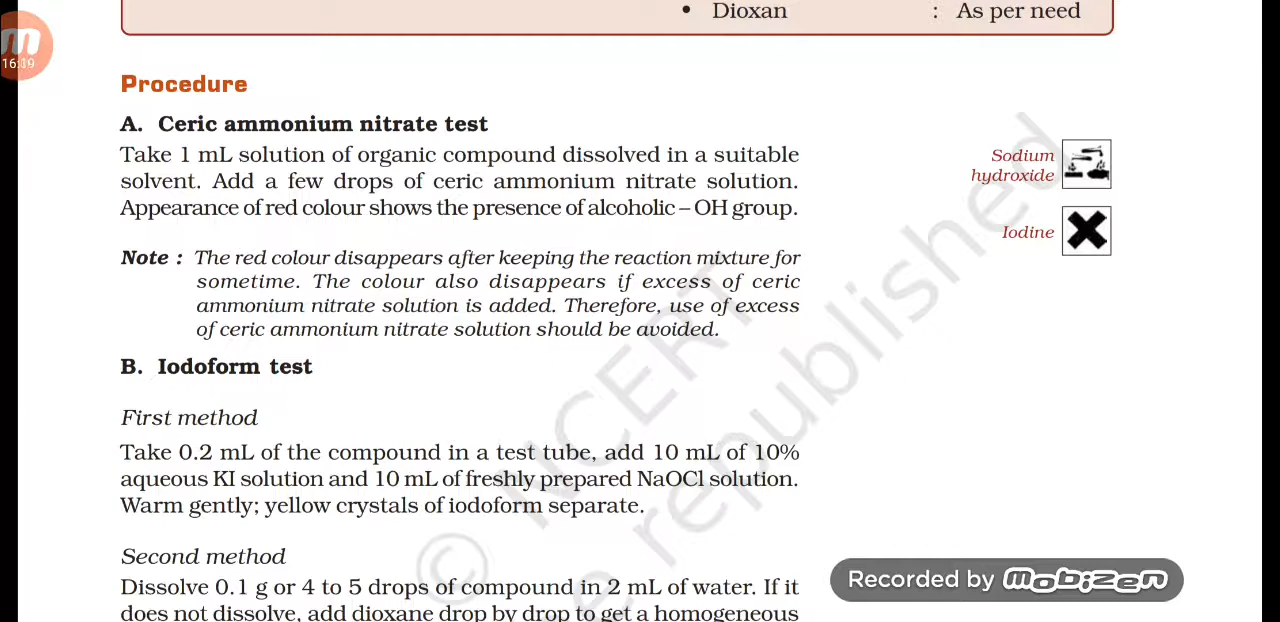 • Dioxan : As per need
16:19
Procedure
A. Ceric ammonium nitrate test
Take 1 mL solution of organic compound dissolved in a suitable
solvent. Add a few drops of ceric ammonium nitrate solution.
Appearance of red colour shows the presence of alcoholic – OH group.
Sodium
hydroxide
Iodine
Note : The red colour disappears after keeping the reaction mixture for
sometime. The colour also disappears if excess of ceric
ammonium nitrate solution is added. Therefore, use of excess
of ceric ammonium nitrate solution should be avoided.
B. Iodoform test
First method
Take 0.2 mL of the compound in a test tube, add 10 mL of 10%
aqueous KI solution and 10 mL of freshly prepared NaOCl solution.
Warm gently; yellow crystals of iodoform separate.
Second method
Dissolve 0.1 g or 4 to 5 drops of compound in 2 mL of water. If it
does not dissolve, add dioxane drop by drop to get a homogeneous
© NCERT
e republished
Recorded by mobizen